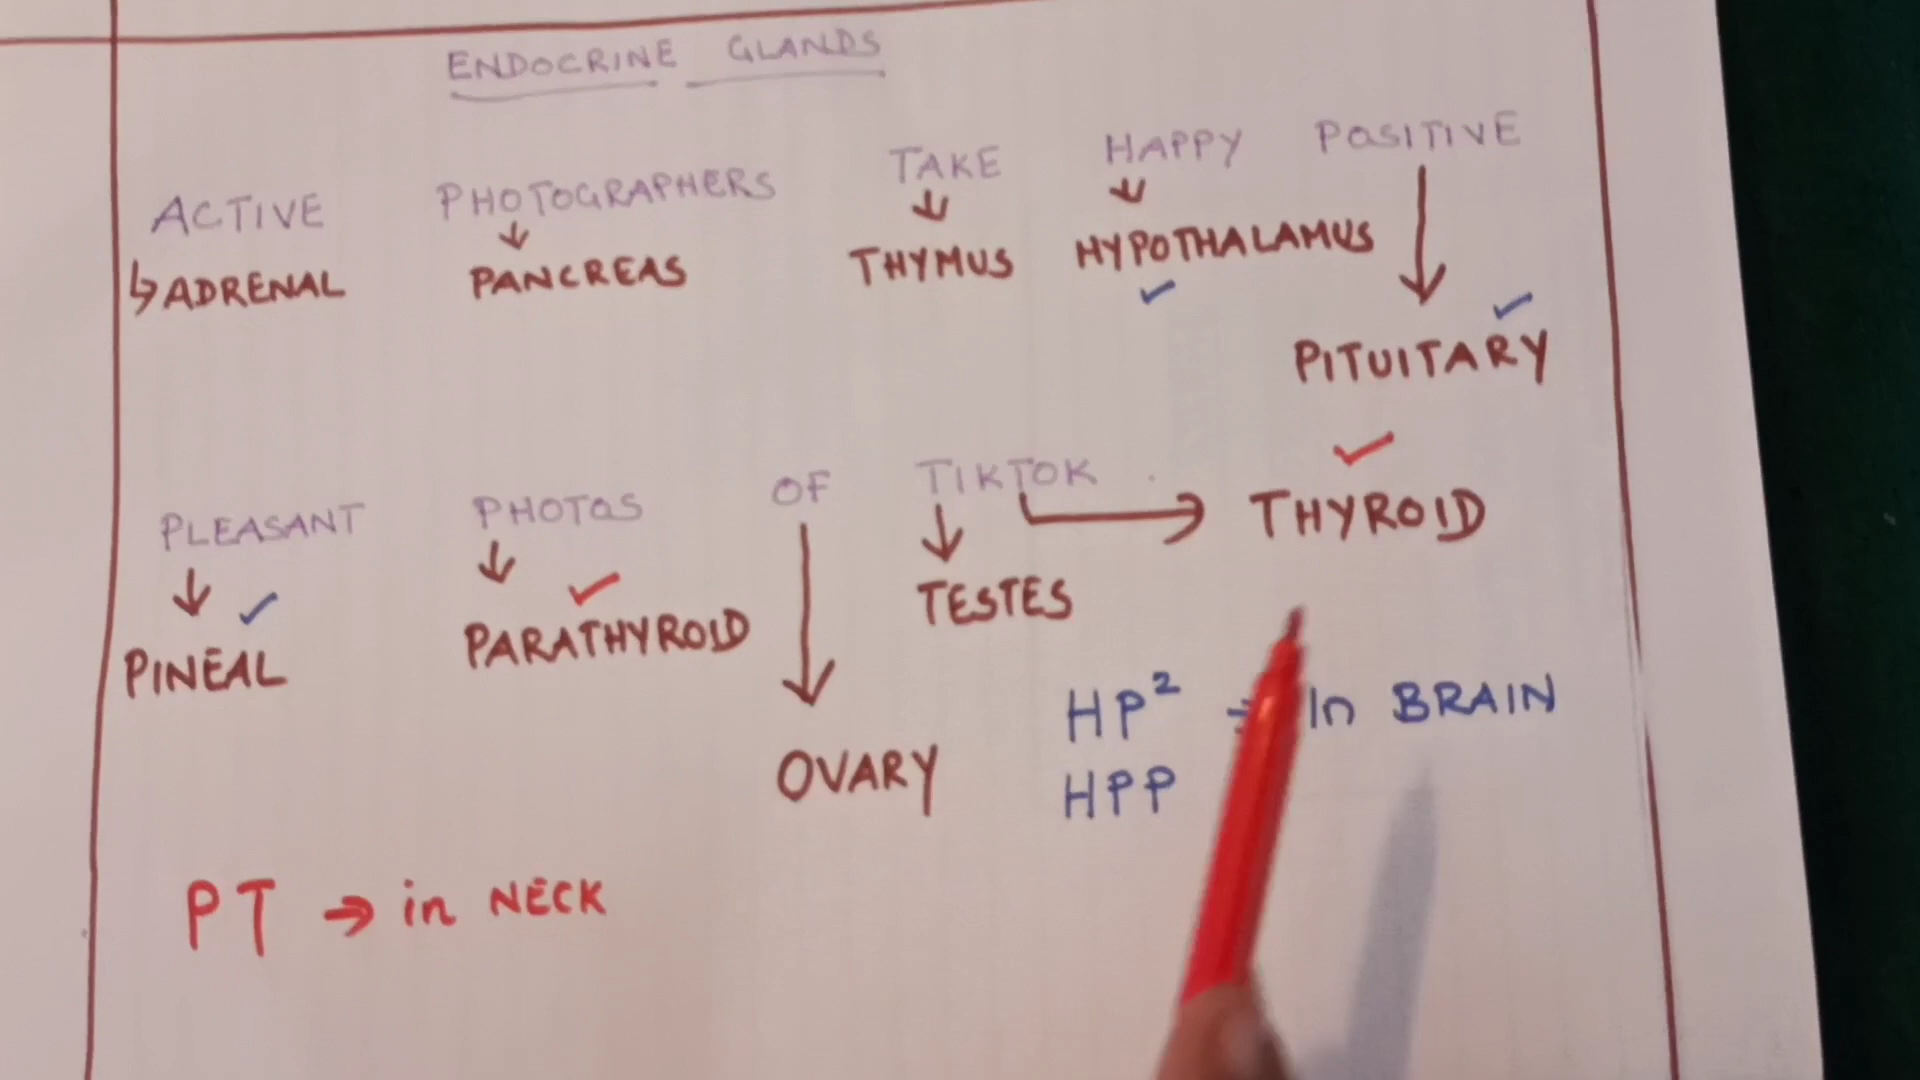 ENDOCRINE GLANDS
ACTIVE PHOTOGRAPHERS TAKE HAPPY POSITIVE
ADRENAL PANCREAS THYMUS HYPOTHALAMUS
PITUITARY
PLEASANT PHOTOS OF TIKTOK THYROID
PINEAL PARATHYROID TESTES
OVARY
HP² → In BRAIN
HPP
PT → in NECK